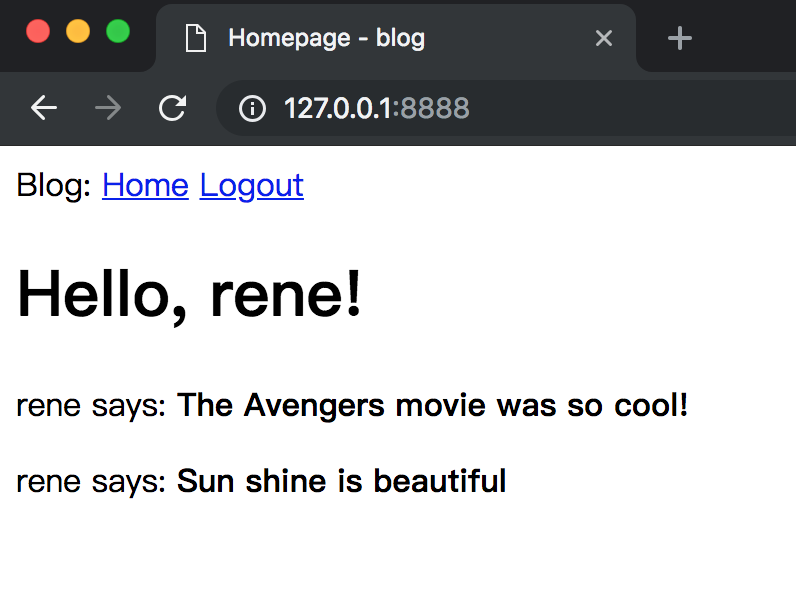 Homepage - blog
127.0.0.1:8888
Blog: Home Logout
Hello, rene!
rene says: The Avengers movie was so cool!
rene says: Sun shine is beautiful